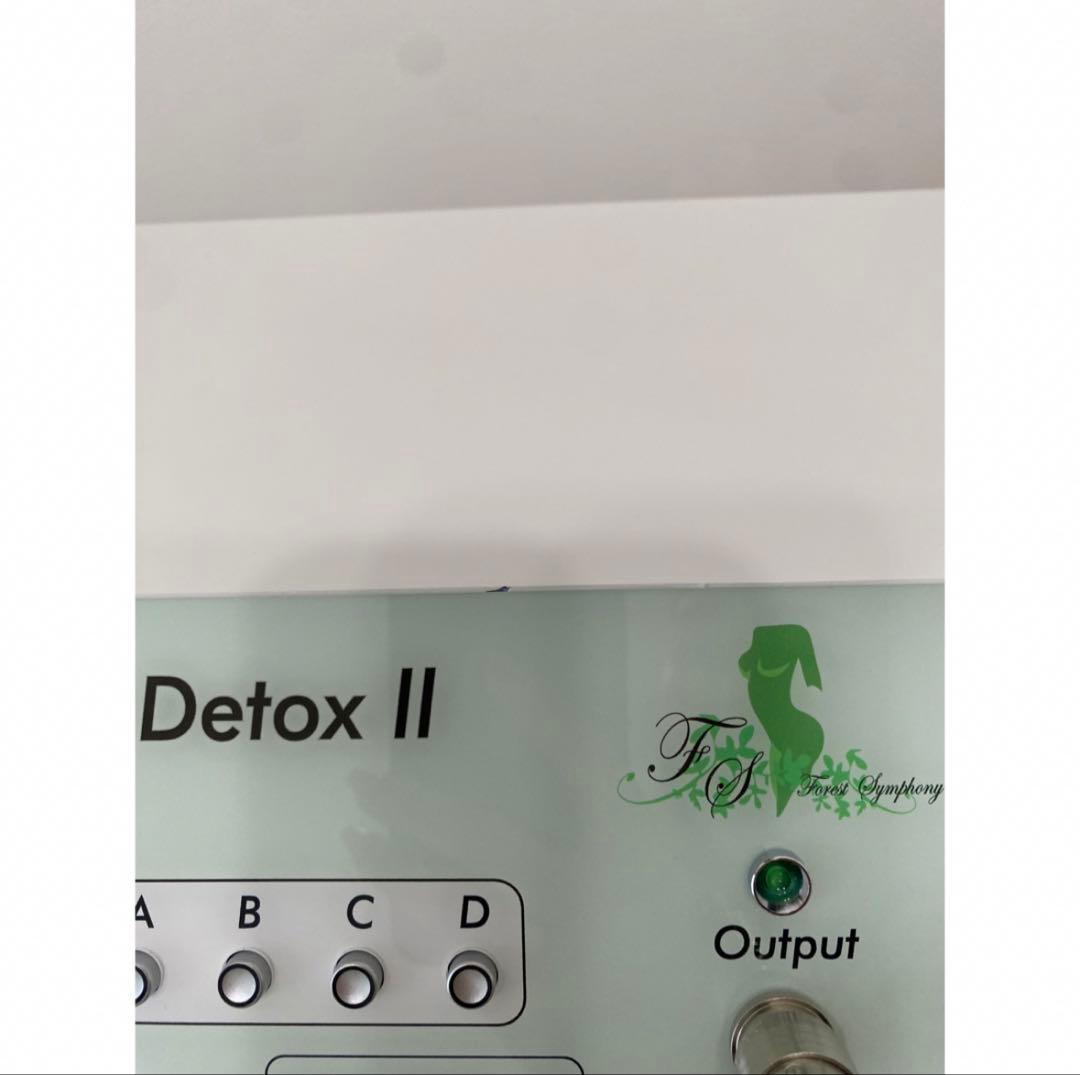 Detox II
FS
Forest Symphony
A B C D
Output